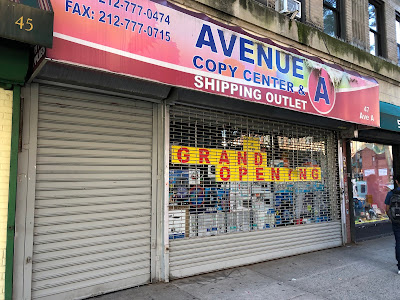 45
212-777-0474
FAX: 212-777-0715
AVENUE A
COPY CENTER &
SHIPPING OUTLET
47
Ave A
GRAND
OPENING